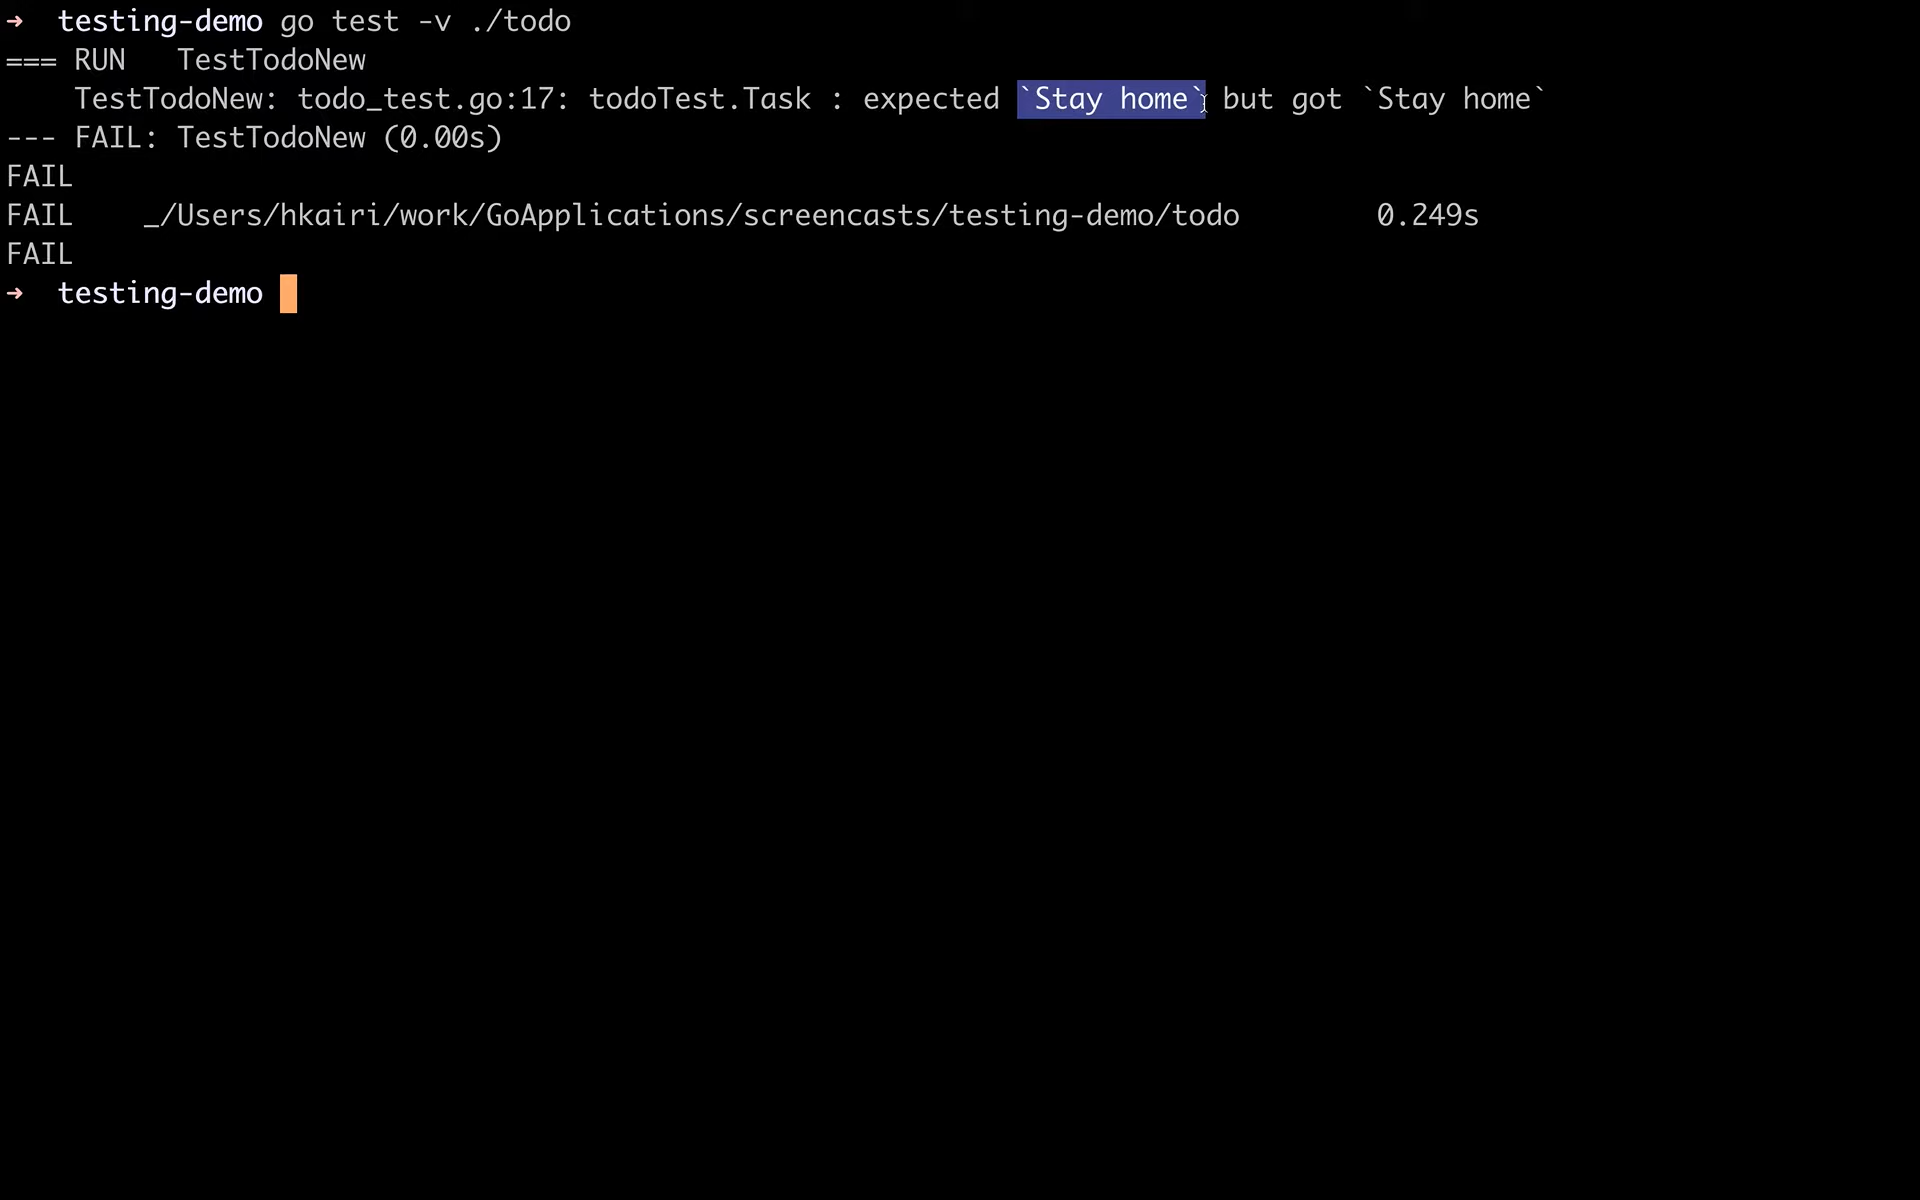 ➜  testing-demo go test -v ./todo
=== RUN   TestTodoNew
    TestTodoNew: todo_test.go:17: todoTest.Task : expected `Stay home` but got `Stay home`
--- FAIL: TestTodoNew (0.00s)
FAIL
FAIL    _/Users/hkairi/work/GoApplications/screencasts/testing-demo/todo        0.249s
FAIL
➜  testing-demo